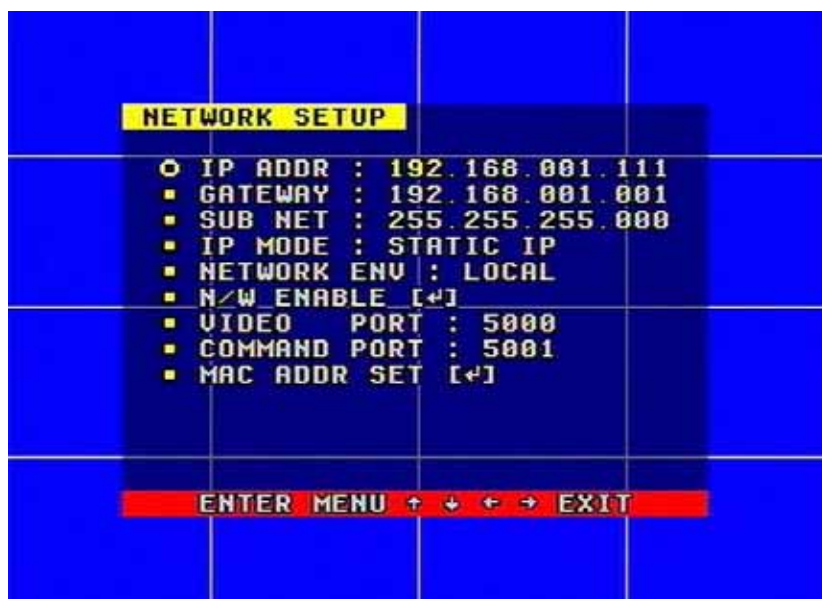 NETWORK SETUP
IP ADDR : 192.168.001.111
GATEWAY : 192.168.001.001
SUB NET : 255.255.255.000
IP MODE : STATIC IP
NETWORK ENV : LOCAL
N/W ENABLE [↵]
VIDEO PORT : 5000
COMMAND PORT : 5001
MAC ADDR SET [↵]
ENTER MENU ↑ ↓ ← → EXIT